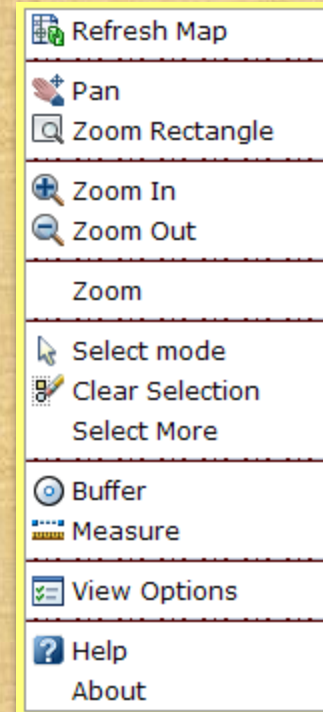 Refresh Map
Pan
Zoom Rectangle
Zoom In
Zoom Out
Zoom
Select mode
Clear Selection
Select More
Buffer
Measure
View Options
Help
About